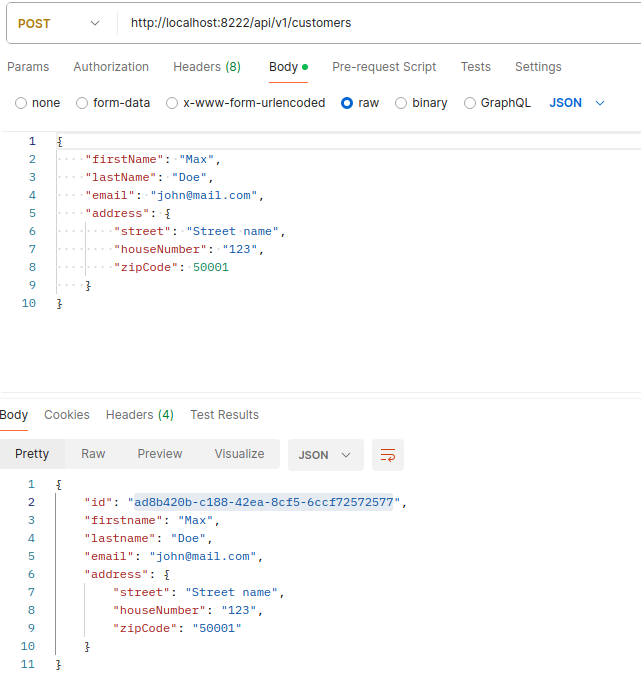 POST http://localhost:8222/api/v1/customers
Params Authorization Headers (8) Body Pre-request Script Tests Settings
none form-data x-www-form-urlencoded raw binary GraphQL JSON
1 {
2 "firstName": "Max",
3 "lastName": "Doe",
4 "email": "john@mail.com",
5 "address": {
6 "street": "Street name",
7 "houseNumber": "123",
8 "zipCode": 50001
9 }
10 }
Body Cookies Headers (4) Test Results
Pretty Raw Preview Visualize JSON
1 {
2 "id": "ad8b420b-c188-42ea-8cf5-6ccf72572577",
3 "firstname": "Max",
4 "lastname": "Doe",
5 "email": "john@mail.com",
6 "address": {
7 "street": "Street name",
8 "houseNumber": "123",
9 "zipCode": "50001"
10 }
11 }